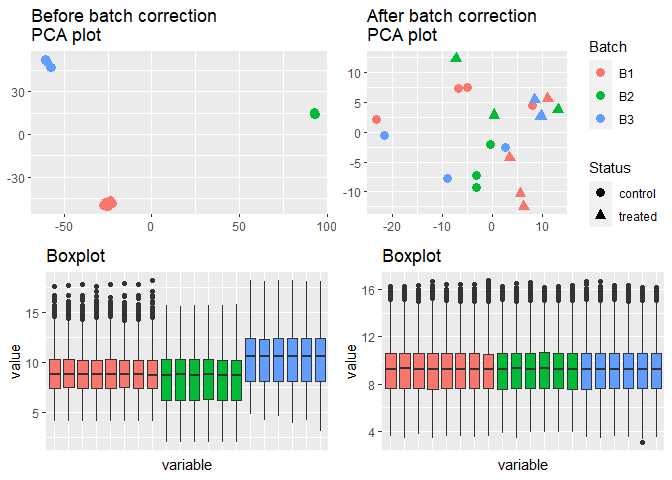 Before batch correction
PCA plot
30
0
-30
-50
0
50
100
After batch correction
PCA plot
10
5
0
-5
-10
-20
-10
0
10
Batch
B1
B2
B3
Status
control
treated
Boxplot
value
15
10
5
variable
Boxplot
value
16
12
8
4
variable